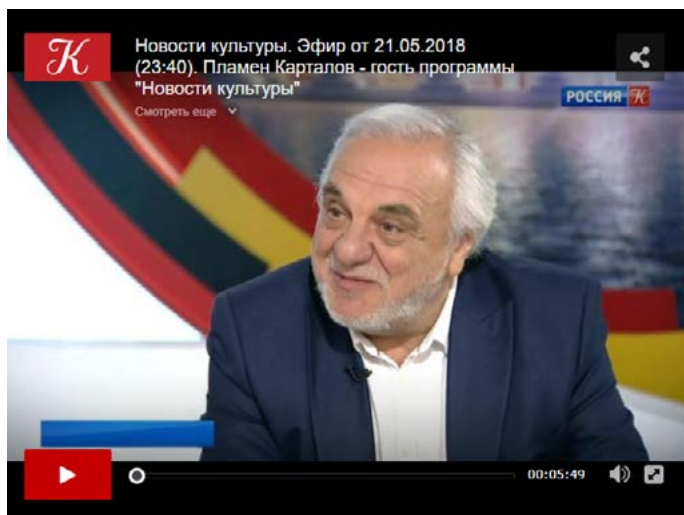 К
Новости культуры. Эфир от 21.05.2018
(23:40). Пламен Карталов - гость программы
"Новости культуры"
Смотреть еще
РОССИЯ К
00:05:49